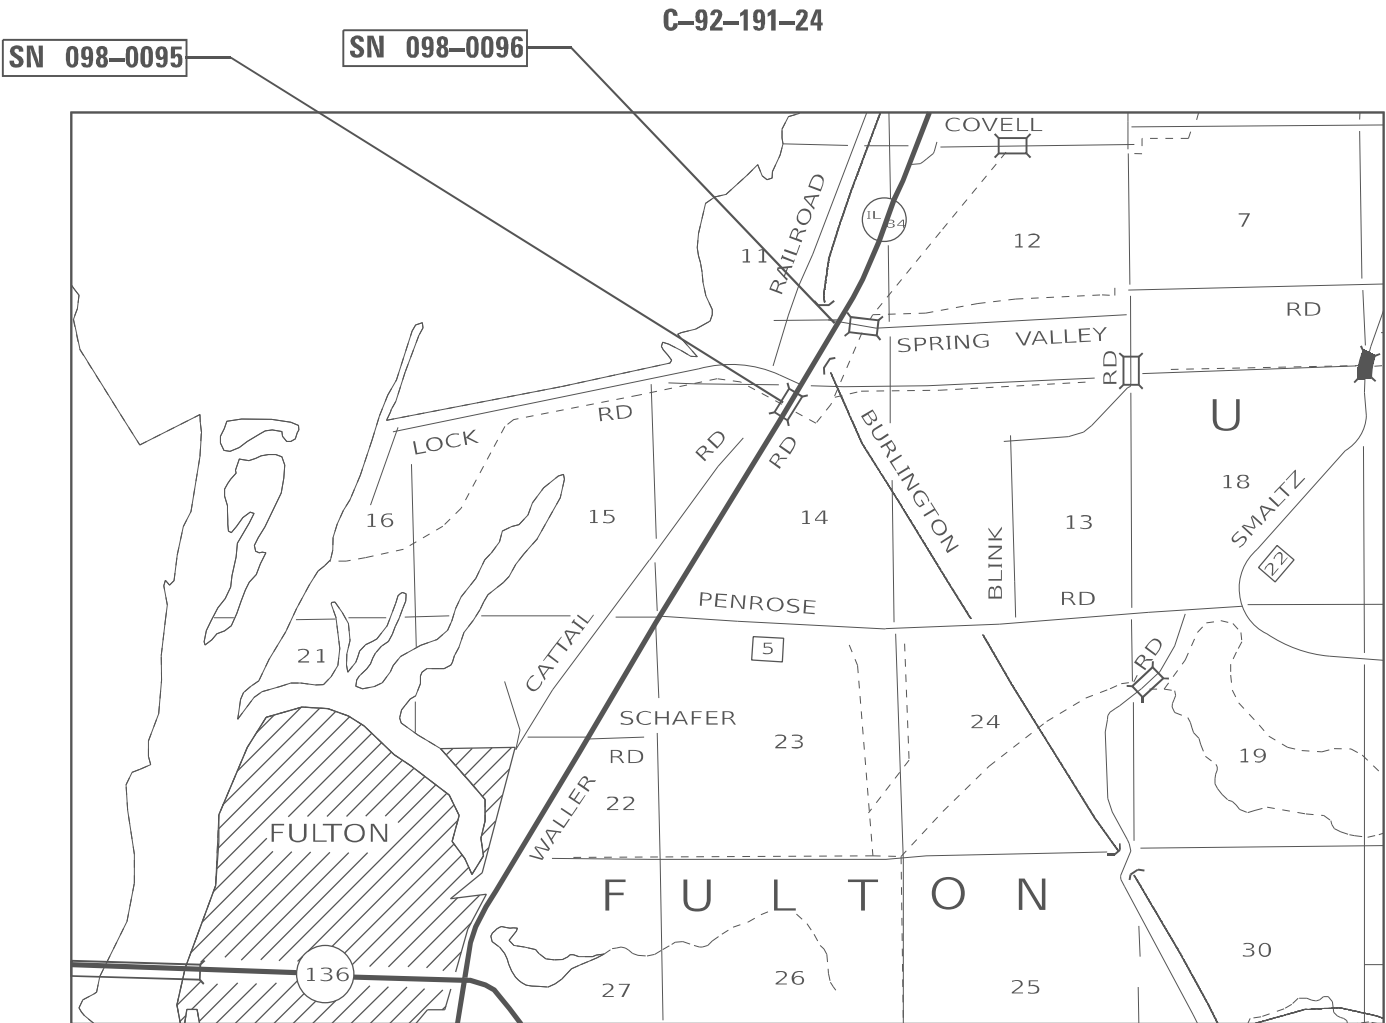 C–92–191–24
SN 098–0095
SN 098–0096
COVELL
RAILROAD
IL
84
7
12
11
RD
SPRING VALLEY
RD
LOCK
RD
RD
RD
BURLINGTON
U
16
15
14
13
18
SMALTZ
22
BLINK
RD
PENROSE
5
21
CATTAIL
RD
SCHAFER
RD
23
24
19
22
WALLER
FULTON
FULTON
136
27
26
25
30